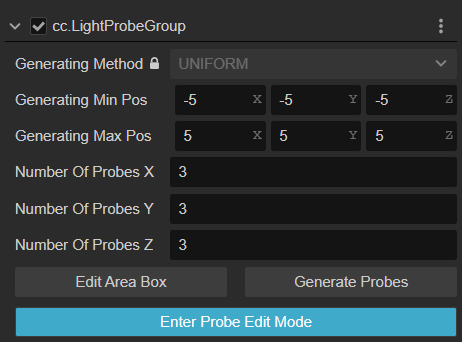 cc.LightProbeGroup
Generating Method UNIFORM
Generating Min Pos -5 X -5 Y -5 Z
Generating Max Pos 5 X 5 Y 5 Z
Number Of Probes X 3
Number Of Probes Y 3
Number Of Probes Z 3
Edit Area Box Generate Probes
Enter Probe Edit Mode